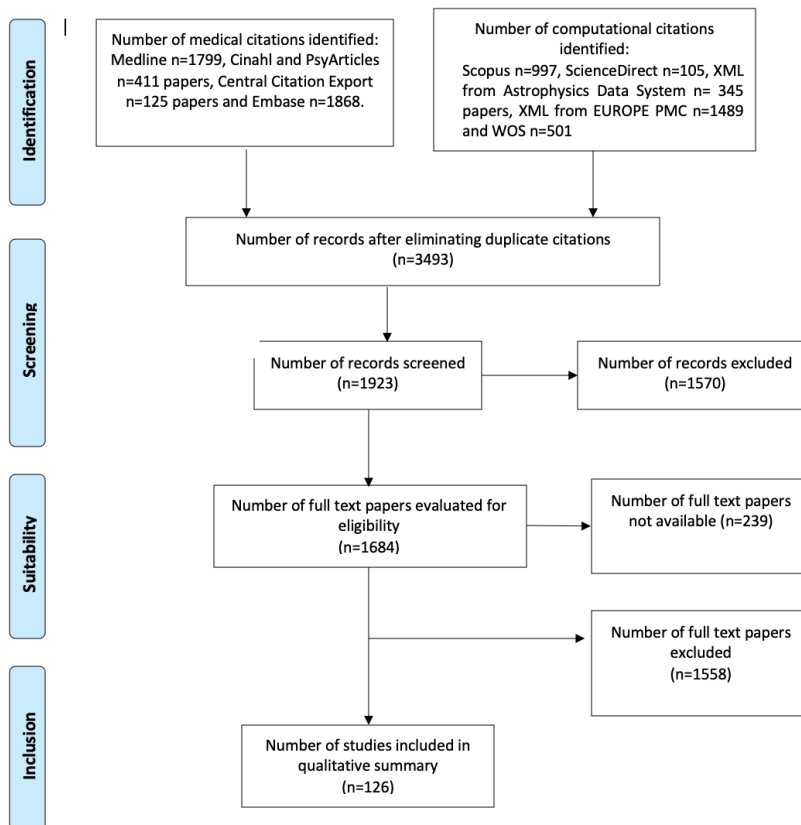 Identification
Number of medical citations identified:
Medline n=1799, Cinahl and PsyArticles
n=411 papers, Central Citation Export
n=125 papers and Embase n=1868.
Number of computational citations
identified:
Scopus n=997, ScienceDirect n=105, XML
from Astrophysics Data System n= 345
papers, XML from EUROPE PMC n=1489
and WOS n=501
Number of records after eliminating duplicate citations
(n=3493)
Screening
Number of records screened
(n=1923)
Number of records excluded
(n=1570)
Suitability
Number of full text papers evaluated for
eligibility
(n=1684)
Number of full text papers
not available (n=239)
Number of full text papers
excluded
(n=1558)
Inclusion
Number of studies included in
qualitative summary
(n=126)